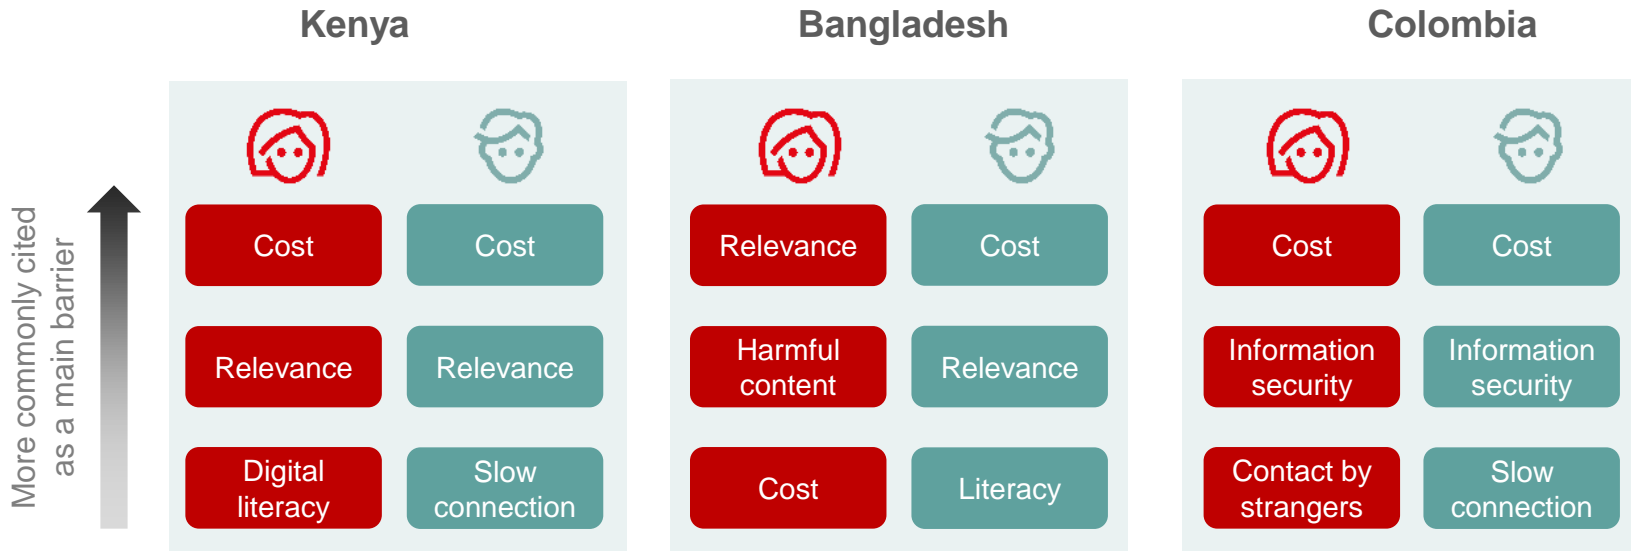 Kenya
Bangladesh
Colombia
More commonly cited
as a main barrier
Cost
Cost
Relevance
Cost
Cost
Cost
Relevance
Relevance
Harmful
content
Relevance
Information
security
Information
security
Digital
literacy
Slow
connection
Cost
Literacy
Contact by
strangers
Slow
connection